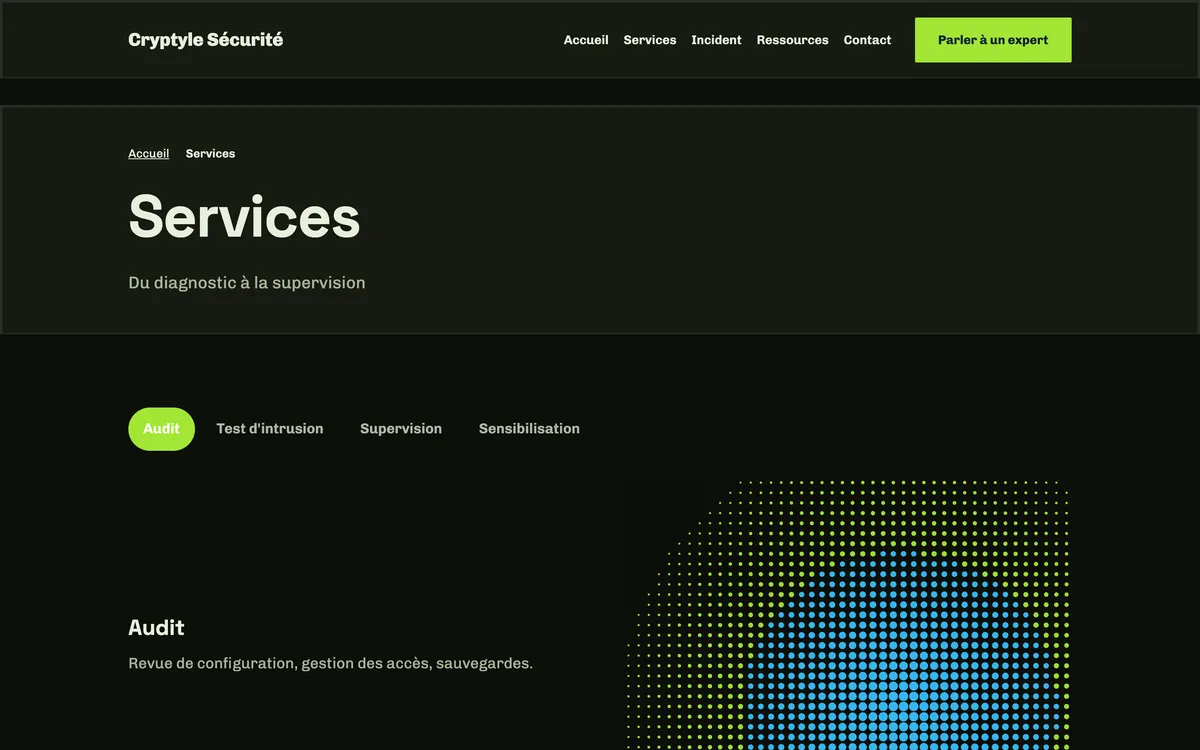 Cryptyle Sécurité
Accueil Services Incident Ressources Contact Parler à un expert
Accueil Services
Services
Du diagnostic à la supervision
Audit Test d'intrusion Supervision Sensibilisation
Audit
Revue de configuration, gestion des accès, sauvegardes.